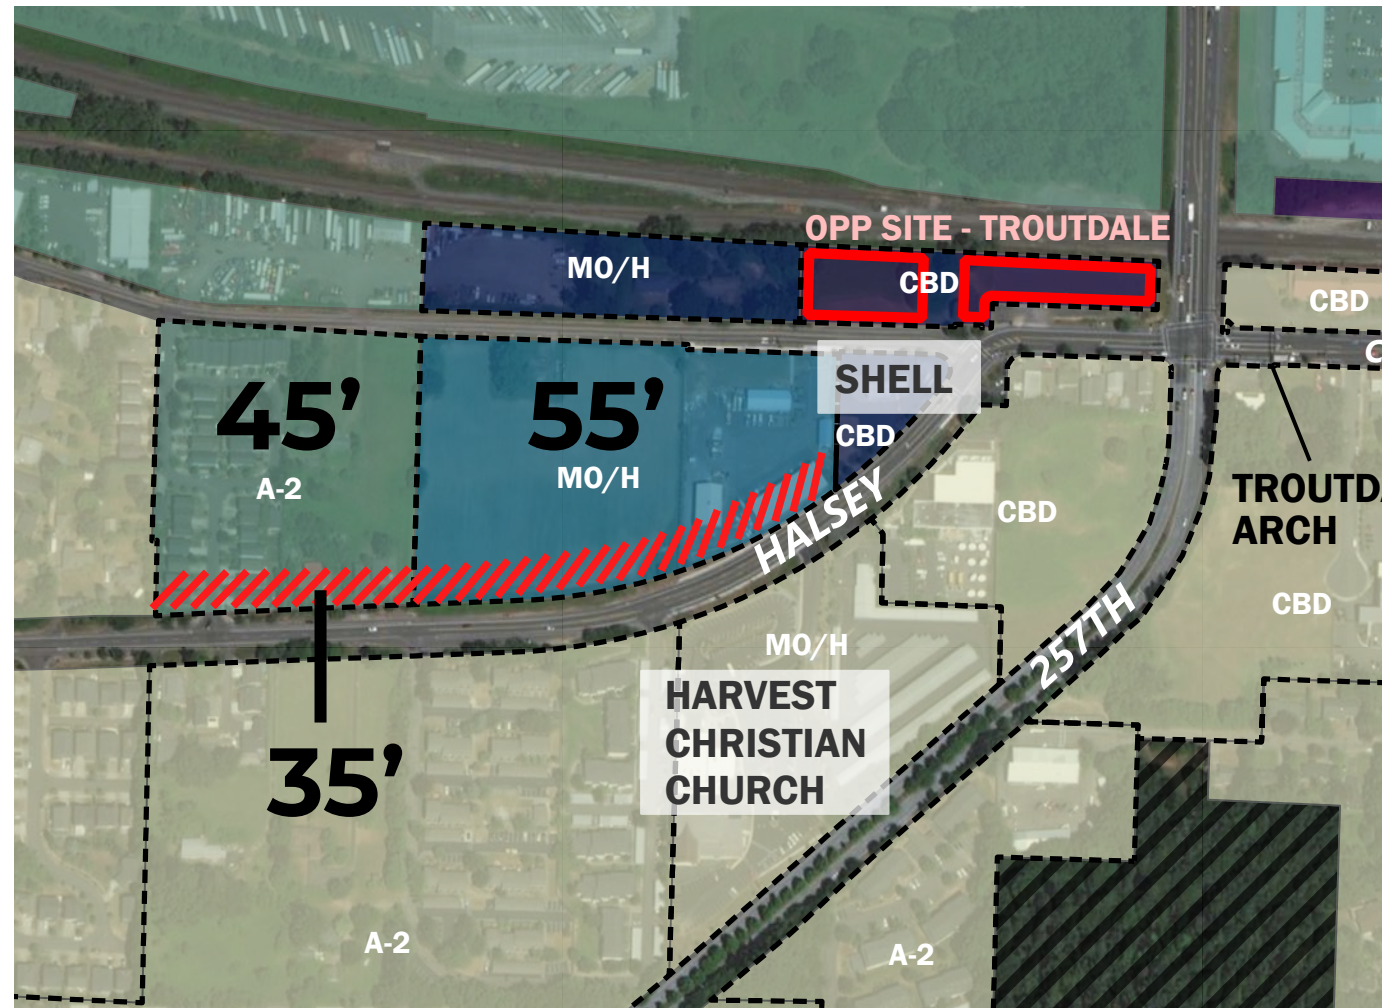 OPP SITE - TROUTDALE
MO/H
CBD
CBD
C
SHELL
45’
55’
CBD
MO/H
A-2
HALSEY
CBD
TROUTDA
ARCH
CBD
257TH
MO/H
HARVEST
CHRISTIAN
CHURCH
35’
A-2
A-2